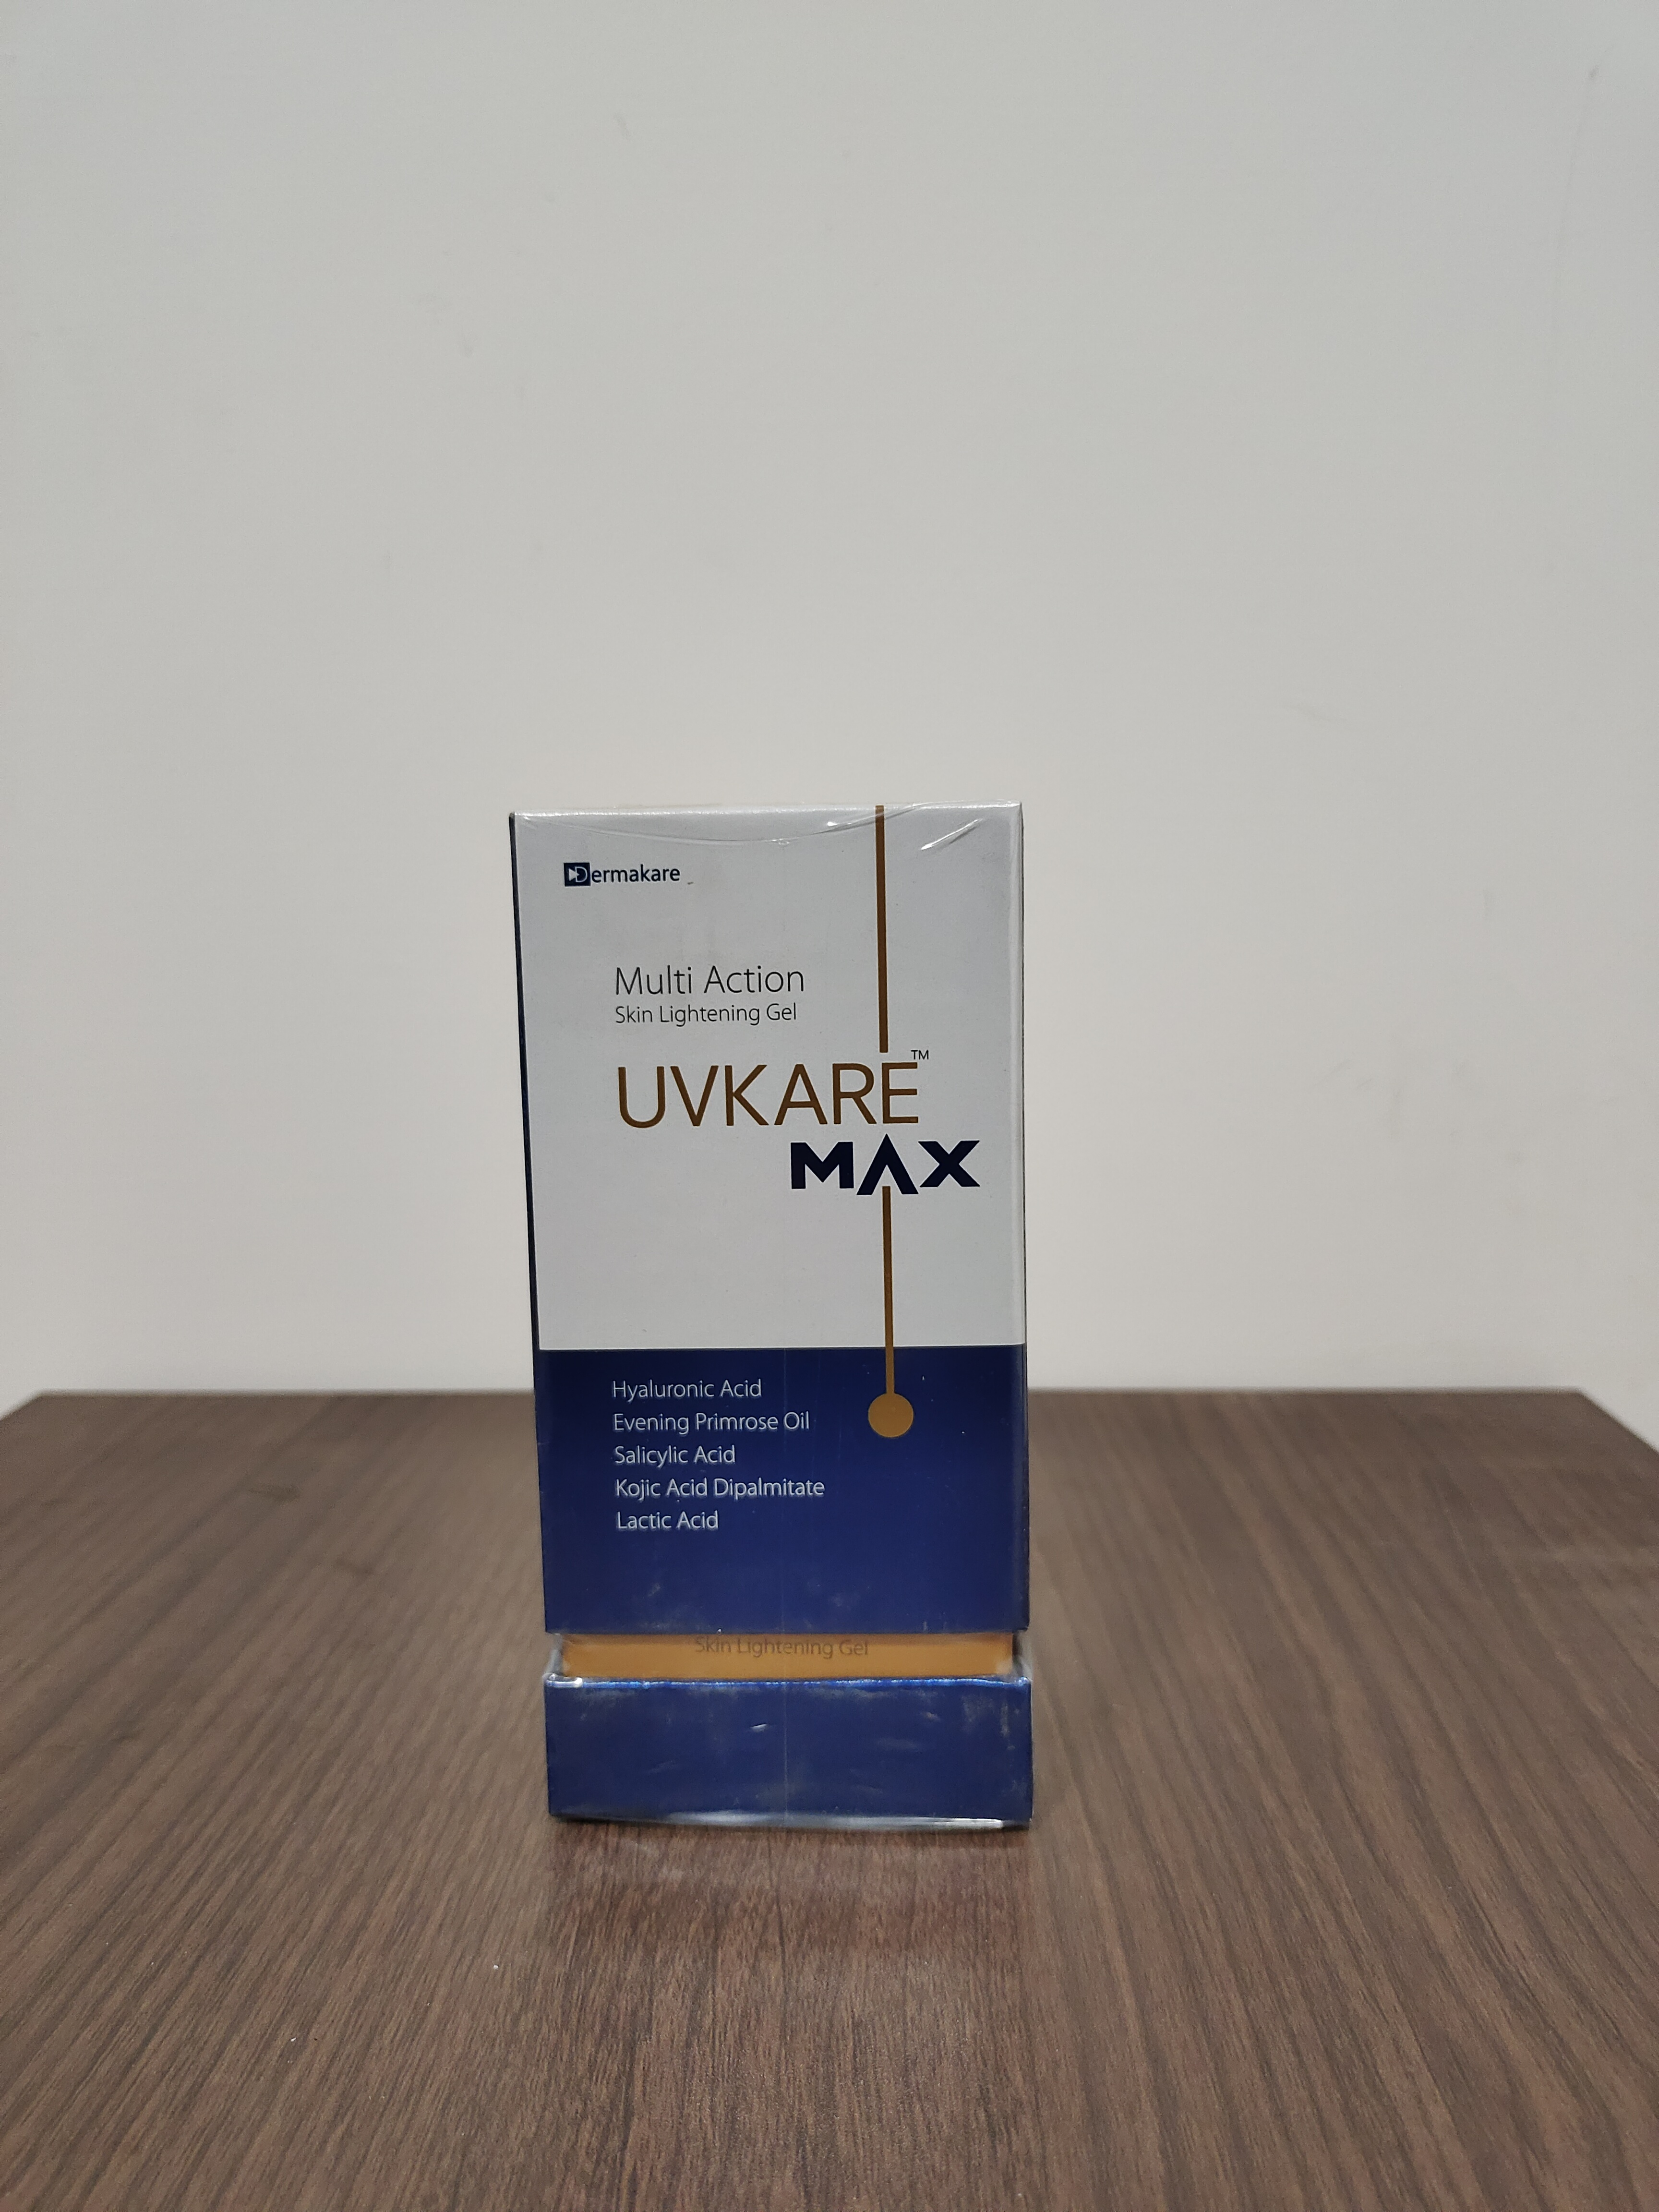 Dermakare
Multi Action
Skin Lightening Gel
UVKARE™
MAX
Hyaluronic Acid
Evening Primrose Oil
Salicylic Acid
Kojic Acid Dipalmitate
Lactic Acid
Skin Lightening Gel